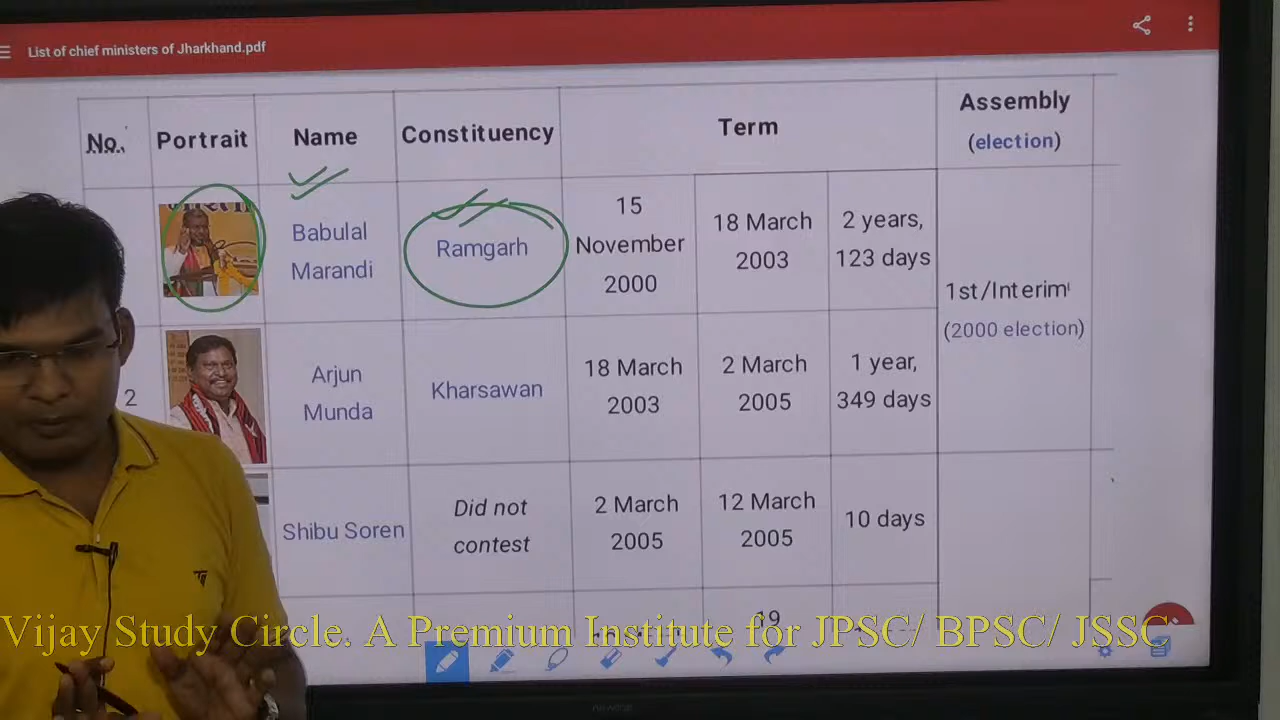 List of chief ministers of Jharkhand.pdf
No. Portrait Name Constituency Term Assembly
(election)
Babulal
Marandi
Ramgarh
15
November
2000
18 March
2003
2 years,
123 days
1st/Interim
(2000 election)
2
Arjun
Munda
Kharsawan
18 March
2003
2 March
2005
1 year,
349 days
Shibu Soren
Did not
contest
2 March
2005
12 March
2005
10 days
19
Vijay Study Circle. A Premium Institute for JPSC/ BPSC/ JSSC